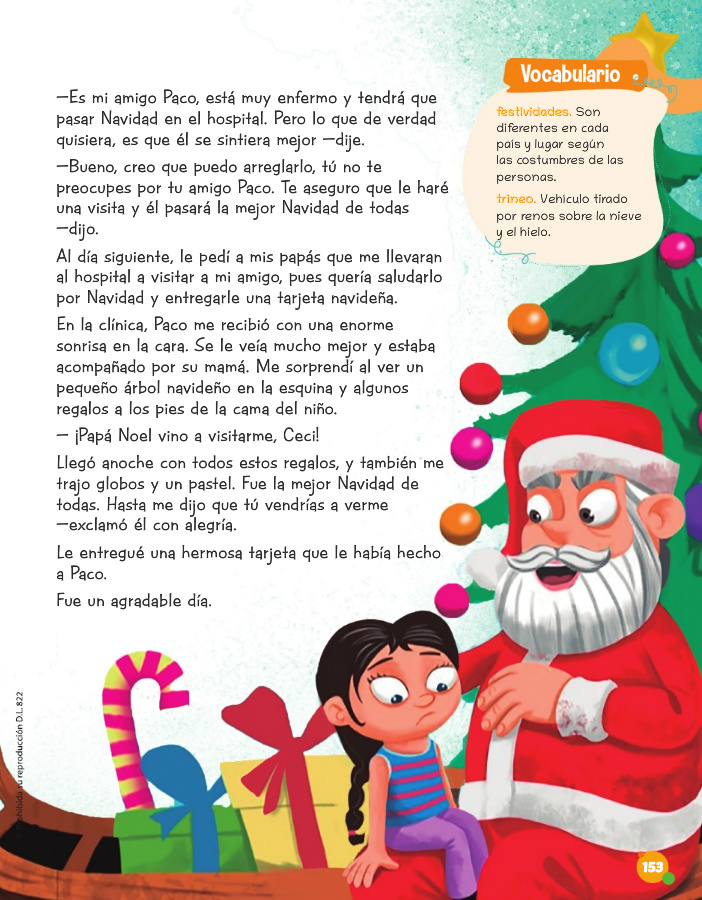 —Es mi amigo Paco, está muy enfermo y tendrá que
pasar Navidad en el hospital. Pero lo que de verdad
quisiera, es que él se sintiera mejor —dije.
—Bueno, creo que puedo arreglarlo, tú no te
preocupes por tu amigo Paco. Te aseguro que le haré
una visita y él pasará la mejor Navidad de todas
—dijo.
Al día siguiente, le pedí a mis papás que me llevaran
al hospital a visitar a mi amigo, pues quería saludarlo
por Navidad y entregarle una tarjeta navideña.
En la clínica, Paco me recibió con una enorme
sonrisa en la cara. Se le veía mucho mejor y estaba
acompañado por su mamá. Me sorprendí al ver un
pequeño árbol navideño en la esquina y algunos
regalos a los pies de la cama del niño.
— ¡Papá Noel vino a visitarme, Ceci!
Llegó anoche con todos estos regalos, y también me
trajo globos y un pastel. Fue la mejor Navidad de
todas. Hasta me dijo que tú vendrías a verme
—exclamó él con alegría.
Le entregué una hermosa tarjeta que le había hecho
a Paco.
Fue un agradable día.
Vocabulario
festividades. Son
diferentes en cada
país y lugar según
las costumbres de las
personas.
trineo. Vehículo tirado
por renos sobre la nieve
y el hielo.
su reproducción D.L. 822
153